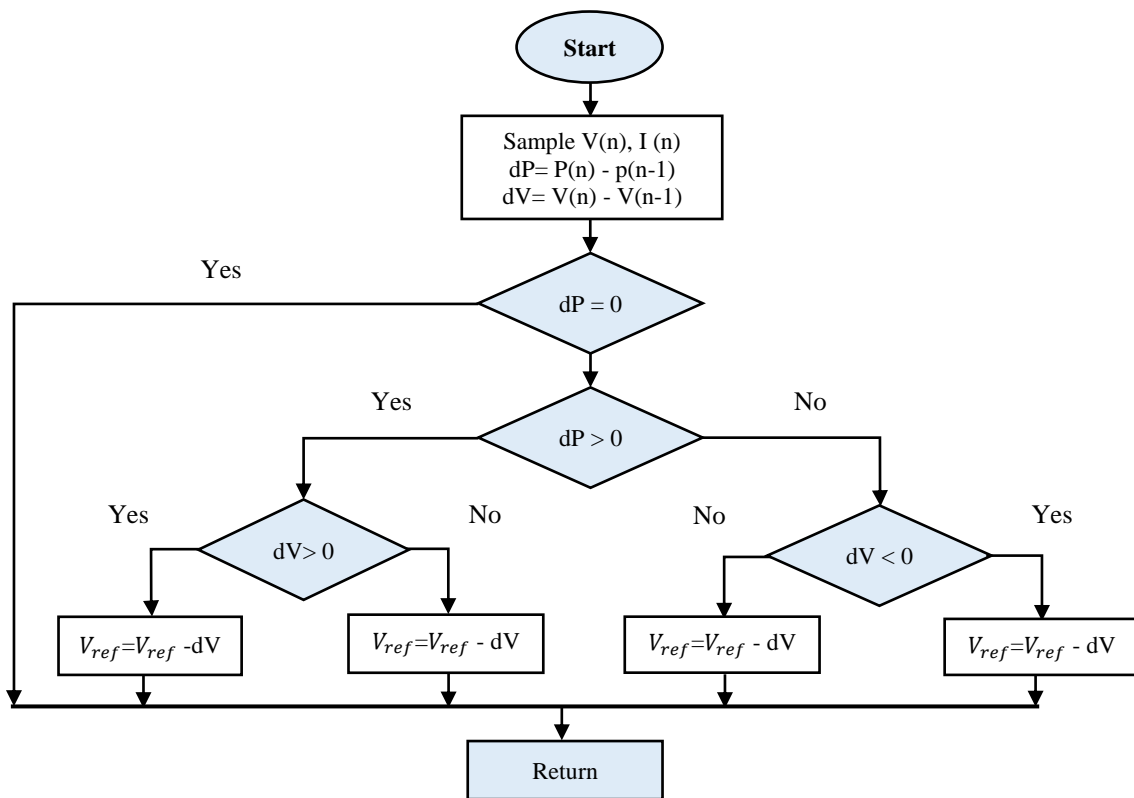 Start
Sample V(n), I (n)
dP= P(n) - p(n-1)
dV= V(n) - V(n-1)
Yes
dP = 0
Yes
No
dP > 0
Yes
No
No
Yes
dV> 0
dV < 0
V_ref=V_ref -dV
V_ref=V_ref - dV
V_ref=V_ref - dV
V_ref=V_ref - dV
Return